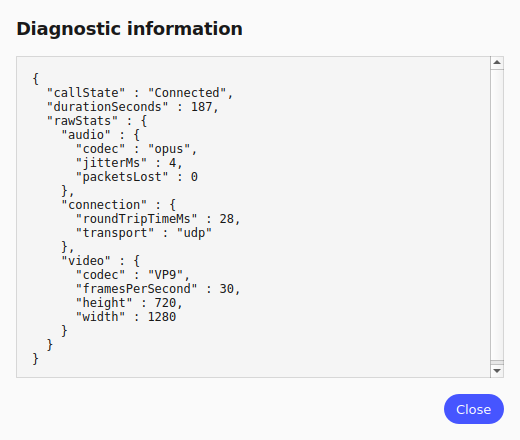 Diagnostic information
{
  "callState" : "Connected",
  "durationSeconds" : 187,
  "rawStats" : {
    "audio" : {
      "codec" : "opus",
      "jitterMs" : 4,
      "packetsLost" : 0
    },
    "connection" : {
      "roundTripTimeMs" : 28,
      "transport" : "udp"
    },
    "video" : {
      "codec" : "VP9",
      "framesPerSecond" : 30,
      "height" : 720,
      "width" : 1280
    }
  }
}
Close